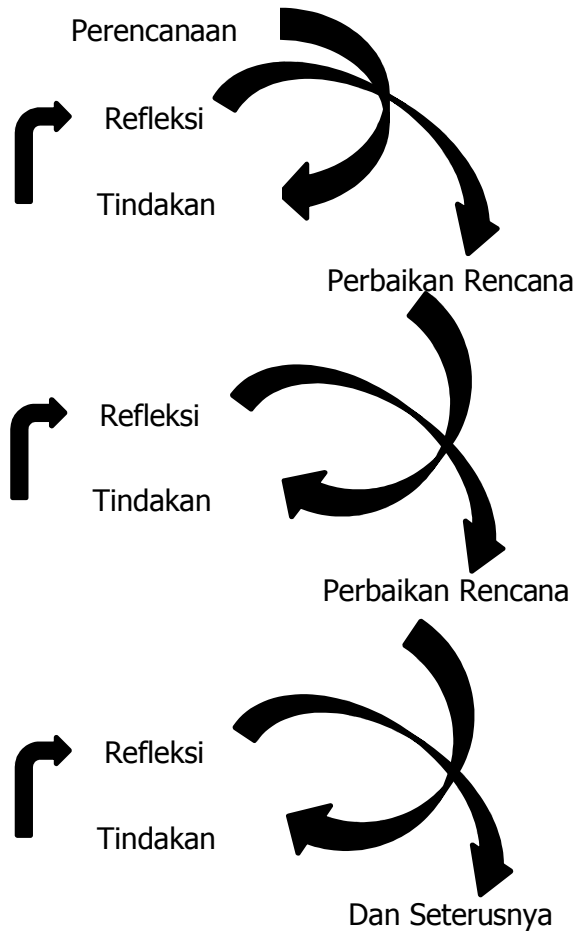 Perencanaan
Refleksi
Tindakan
Perbaikan Rencana
Refleksi
Tindakan
Perbaikan Rencana
Refleksi
Tindakan
Dan Seterusnya